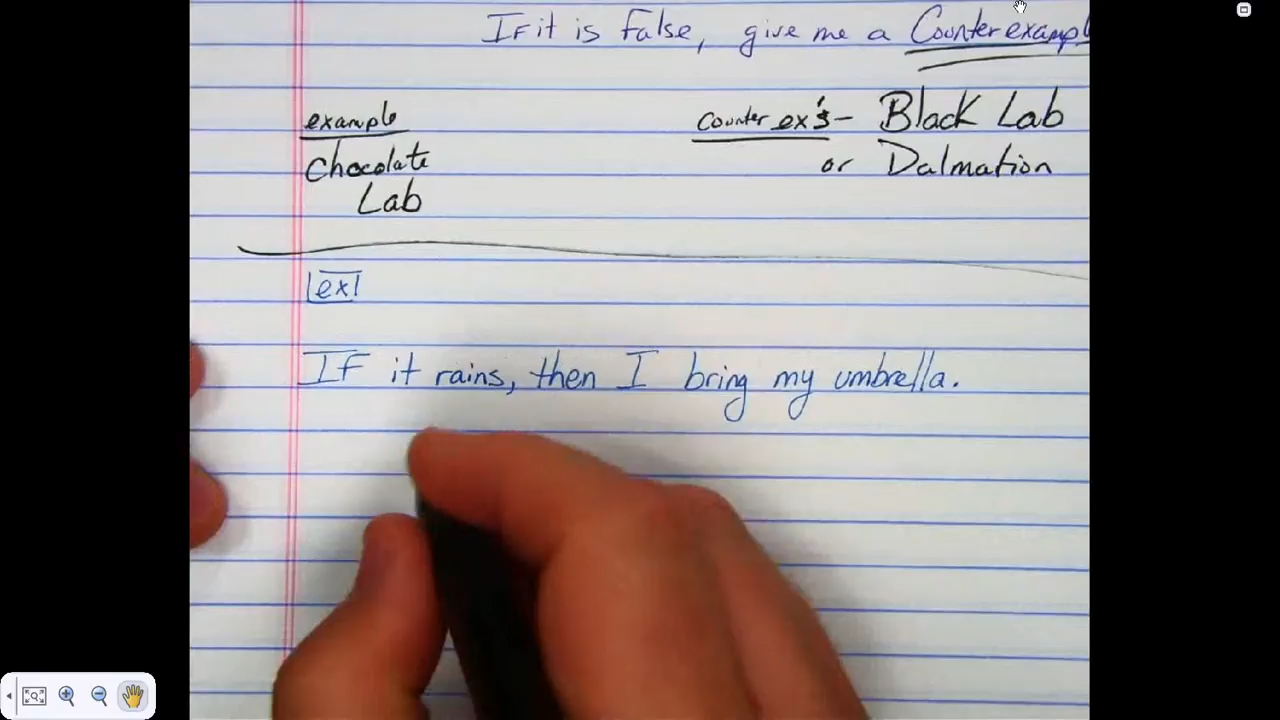 If it is False, give me a Counterexampl
example
Chocolate
Lab
Counter ex's - Black Lab
or Dalmation
ex
IF it rains, then I bring my umbrella.